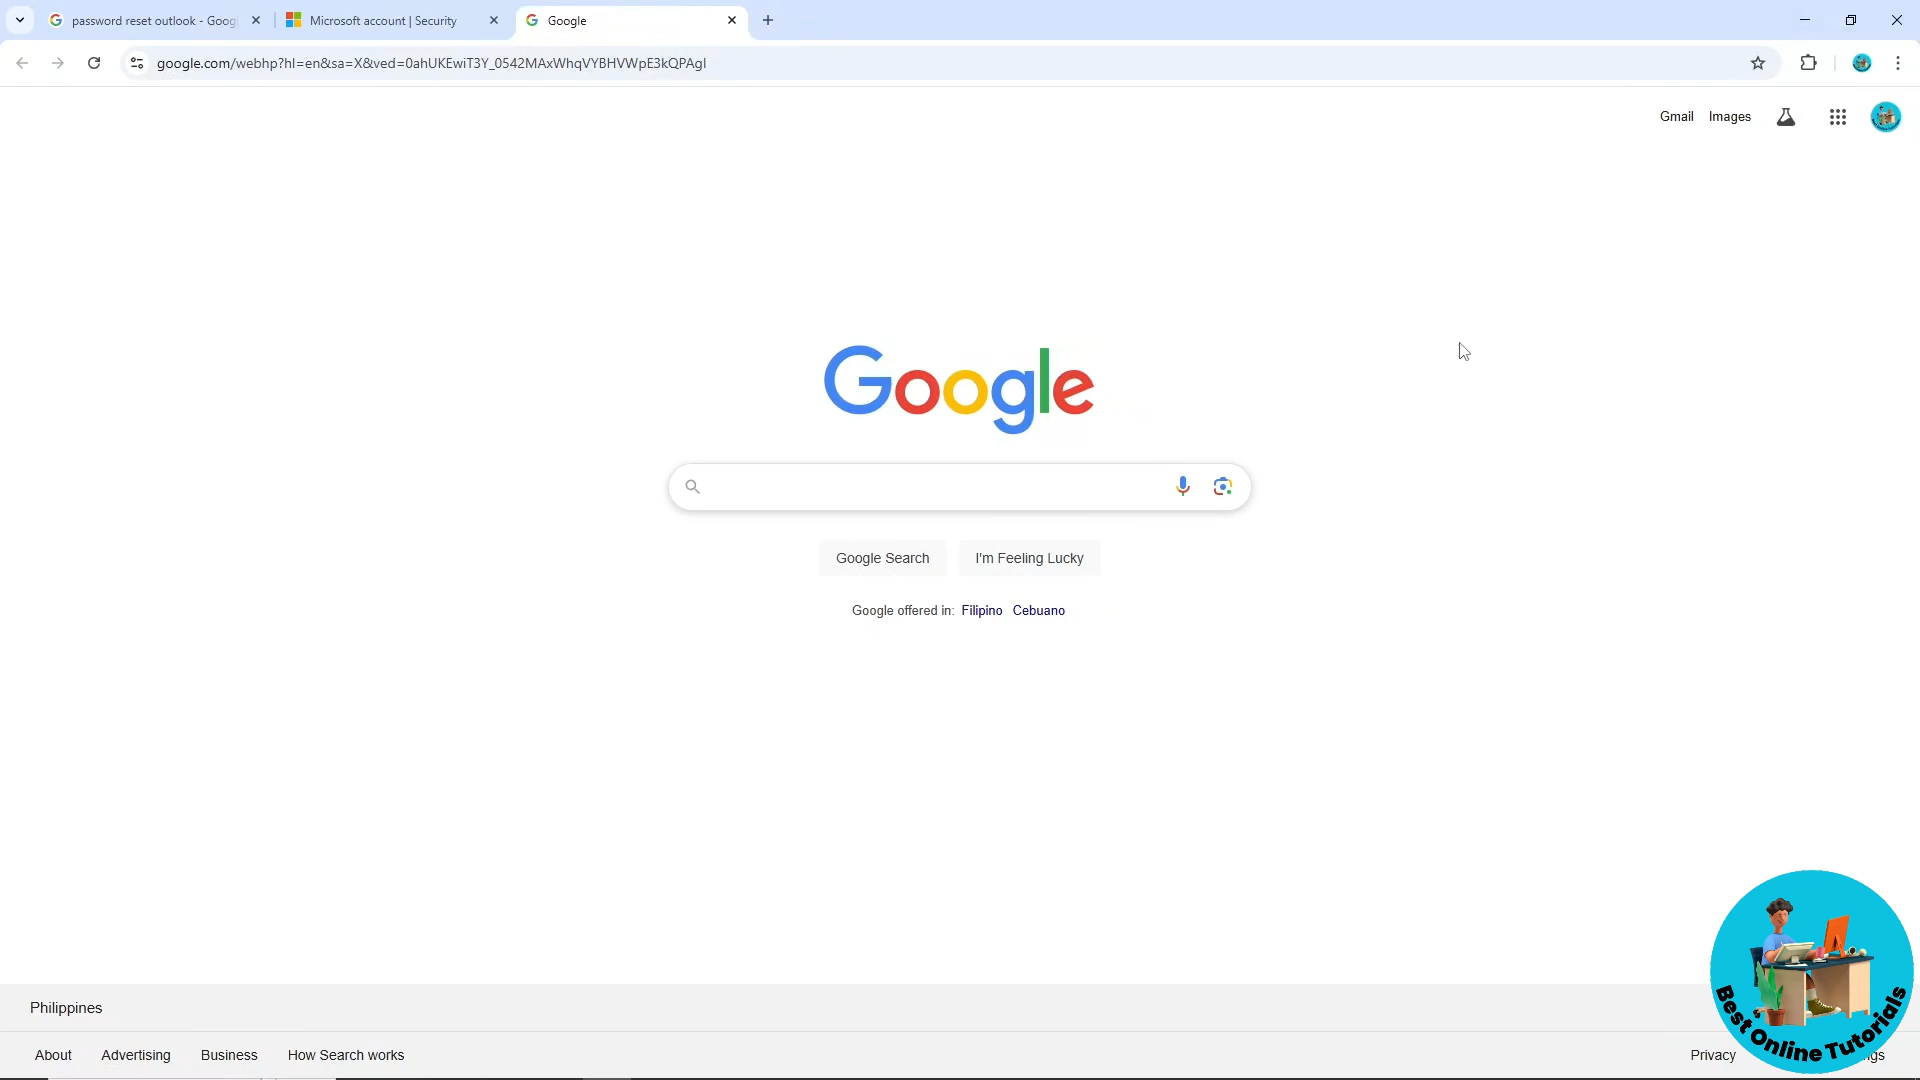 password reset outlook - Goog
Microsoft account | Security
Google
google.com/webhp?hl=en&sa=X&ved=0ahUKEwiT3Y_0542MAxWhqVYBHVWpE3kQPAgI
Gmail Images
Google
Google Search I'm Feeling Lucky
Google offered in: Filipino Cebuano
Philippines
About Advertising Business How Search works
Privacy
Best Online Tutorials